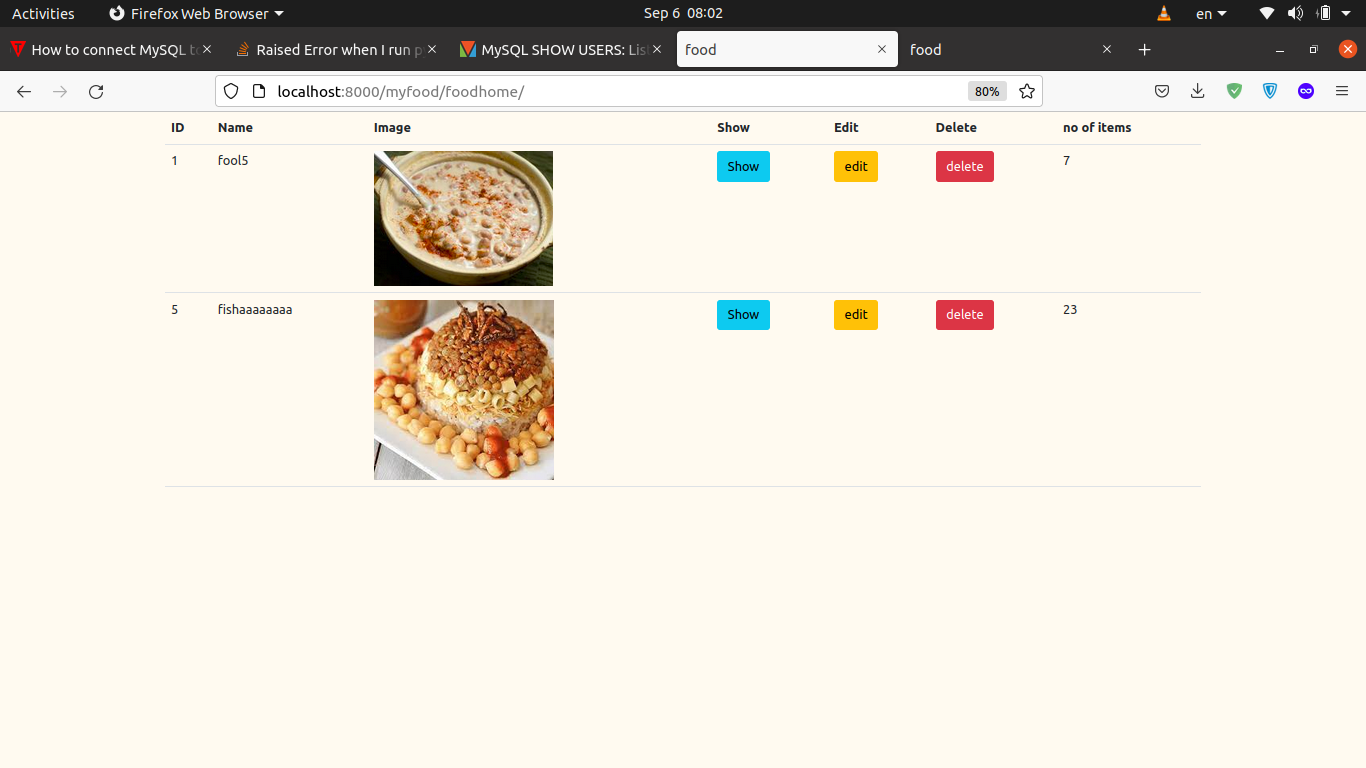 Activities Firefox Web Browser Sep 6 08:02 en
How to connect MySQL to Raised Error when I run p MySQL SHOW USERS: List food food
localhost:8000/myfood/foodhome/ 80%
ID Name Image Show Edit Delete no of items
1 fool5 Show edit delete 7
5 fishaaaaaaaa Show edit delete 23